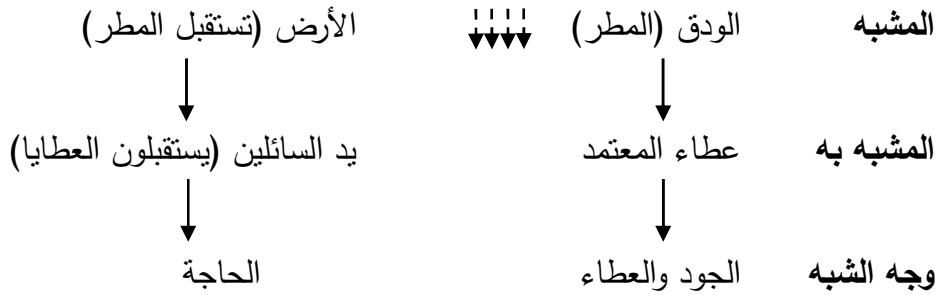 المشبه الودق (المطر) الأرض (تستقبل المطر)
المشبه به عطاء المعتمد يد السائلين (يستقبلون العطايا)
وجه الشبه الجود والعطاء الحاجة